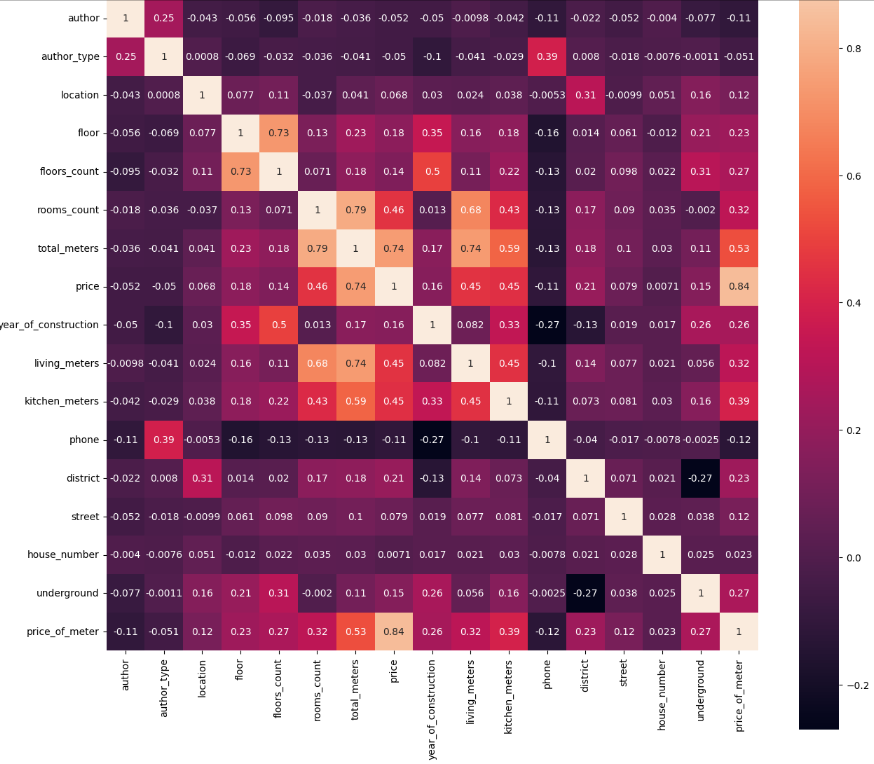 author 1 0.25 -0.043 -0.056 -0.095 -0.018 -0.036 -0.052 -0.05 -0.0098 -0.042 -0.11 -0.022 -0.052 -0.004 -0.077 -0.11
author_type 0.25 1 0.0008 -0.069 -0.032 -0.036 -0.041 -0.05 -0.1 -0.041 -0.029 0.39 0.008 -0.018 -0.0076 -0.0011 -0.051
location -0.043 0.0008 1 0.077 0.11 -0.037 0.041 0.068 0.03 0.024 0.038 -0.0053 0.31 -0.0099 0.051 0.16 0.12
floor -0.056 -0.069 0.077 1 0.73 0.13 0.23 0.18 0.35 0.16 0.18 -0.16 0.014 0.061 -0.012 0.21 0.23
floors_count -0.095 -0.032 0.11 0.73 1 0.071 0.18 0.14 0.5 0.11 0.22 -0.13 0.02 0.098 0.022 0.31 0.27
rooms_count -0.018 -0.036 -0.037 0.13 0.071 1 0.79 0.46 0.013 0.68 0.43 -0.13 0.17 0.09 0.035 -0.002 0.32
total_meters -0.036 -0.041 0.041 0.23 0.18 0.79 1 0.74 0.17 0.74 0.59 -0.13 0.18 0.1 0.03 0.11 0.53
price -0.052 -0.05 0.068 0.18 0.14 0.46 0.74 1 0.16 0.45 0.45 -0.11 0.21 0.079 0.0071 0.15 0.84
year_of_construction -0.05 -0.1 0.03 0.35 0.5 0.013 0.17 0.16 1 0.082 0.33 -0.27 -0.13 0.019 0.017 0.26 0.26
living_meters -0.0098 -0.041 0.024 0.16 0.11 0.68 0.74 0.45 0.082 1 0.45 -0.1 0.14 0.077 0.021 0.056 0.32
kitchen_meters -0.042 -0.029 0.038 0.18 0.22 0.43 0.59 0.45 0.33 0.45 1 -0.11 0.073 0.081 0.03 0.16 0.39
phone -0.11 0.39 -0.0053 -0.16 -0.13 -0.13 -0.13 -0.11 -0.27 -0.1 -0.11 1 -0.04 -0.017 -0.0078 -0.0025 -0.12
district -0.022 0.008 0.31 0.014 0.02 0.17 0.18 0.21 -0.13 0.14 0.073 -0.04 1 0.071 0.021 -0.27 0.23
street -0.052 -0.018 -0.0099 0.061 0.098 0.09 0.1 0.079 0.019 0.077 0.081 -0.017 0.071 1 0.028 0.038 0.12
house_number -0.004 -0.0076 0.051 -0.012 0.022 0.035 0.03 0.0071 0.017 0.021 0.03 -0.0078 0.021 0.028 1 0.025 0.023
underground -0.077 -0.0011 0.16 0.21 0.31 -0.002 0.11 0.15 0.26 0.056 0.16 -0.0025 -0.27 0.038 0.025 1 0.27
price_of_meter -0.11 -0.051 0.12 0.23 0.27 0.32 0.53 0.84 0.26 0.32 0.39 -0.12 0.23 0.12 0.023 0.27 1
author
author_type
location
floor
floors_count
rooms_count
total_meters
price
year_of_construction
living_meters
kitchen_meters
phone
district
street
house_number
underground
price_of_meter
0.8
0.6
0.4
0.2
0.0
−0.2